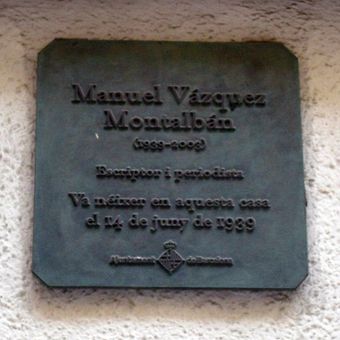 Manuel Vázquez
Montalbán
(1939-2003)
Escriptor i periodista
Va néixer en aquesta casa
el 14 de juny de 1939
Ajuntament de Barcelona